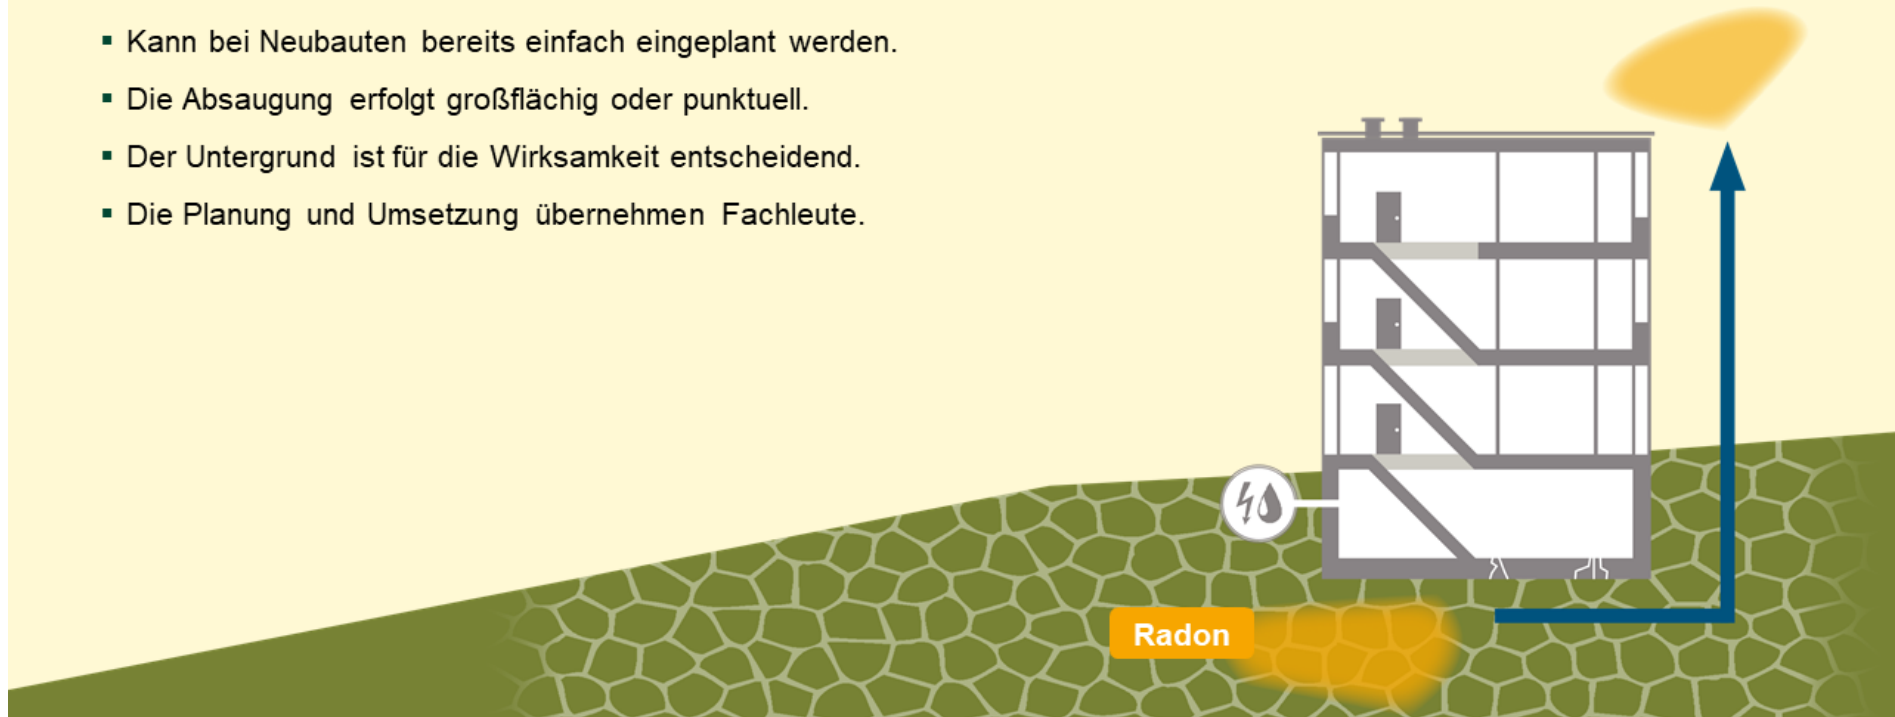 ▪ Kann bei Neubauten bereits einfach eingeplant werden.
▪ Die Absaugung erfolgt großflächig oder punktuell.
▪ Der Untergrund ist für die Wirksamkeit entscheidend.
▪ Die Planung und Umsetzung übernehmen Fachleute.
Radon